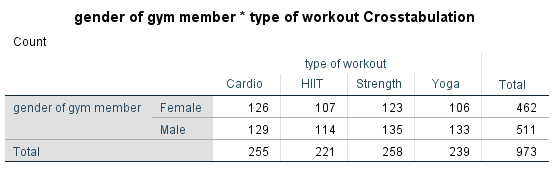 gender of gym member * type of workout Crosstabulation
Count
type of workout
Cardio HIIT Strength Yoga Total
gender of gym member Female 126 107 123 106 462
Male 129 114 135 133 511
Total 255 221 258 239 973